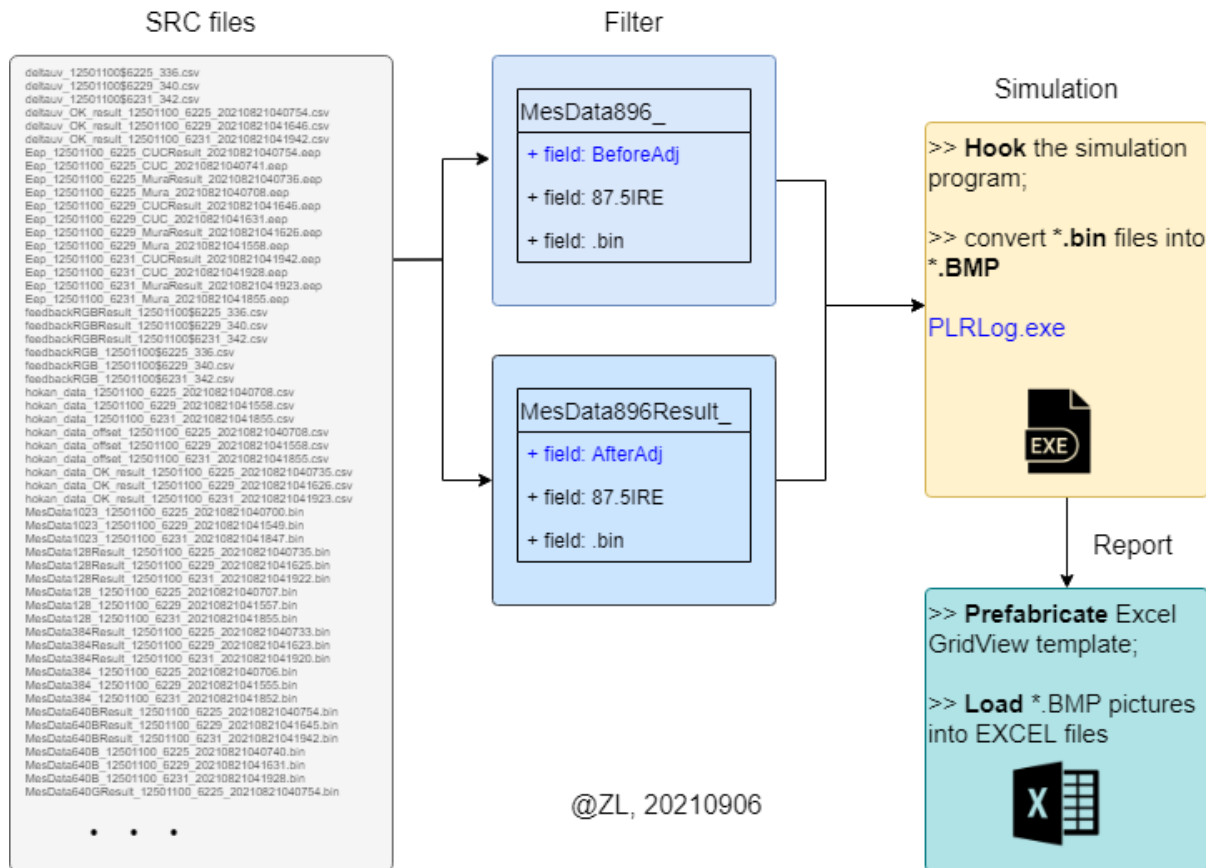 SRC files
deltauv_12501100$6225_336.csv
deltauv_12501100$6229_340.csv
deltauv_12501100$6231_342.csv
deltauv_OK_result_12501100_6225_20210821040754.csv
deltauv_OK_result_12501100_6229_20210821041646.csv
deltauv_OK_result_12501100_6231_20210821041942.csv
Eep_12501100_6225_CUCResult_20210821040754.eep
Eep_12501100_6225_CUC_20210821040741.eep
Eep_12501100_6225_MuraResult_20210821040736.eep
Eep_12501100_6225_Mura_20210821040708.eep
Eep_12501100_6229_CUCResult_20210821041646.eep
Eep_12501100_6229_CUC_20210821041631.eep
Eep_12501100_6229_MuraResult_20210821041626.eep
Eep_12501100_6229_Mura_20210821041558.eep
Eep_12501100_6231_CUCResult_20210821041942.eep
Eep_12501100_6231_CUC_20210821041928.eep
Eep_12501100_6231_MuraResult_20210821041923.eep
Eep_12501100_6231_Mura_20210821041855.eep
feedbackRGBResult_12501100$6225_336.csv
feedbackRGBResult_12501100$6229_340.csv
feedbackRGBResult_12501100$6231_342.csv
feedbackRGB_12501100$6225_336.csv
feedbackRGB_12501100$6229_340.csv
feedbackRGB_12501100$6231_342.csv
hokan_data_12501100_6225_20210821040708.csv
hokan_data_12501100_6229_20210821041558.csv
hokan_data_12501100_6231_20210821041855.csv
hokan_data_offset_12501100_6225_20210821040708.csv
hokan_data_offset_12501100_6229_20210821041558.csv
hokan_data_offset_12501100_6231_20210821041855.csv
hokan_data_OK_result_12501100_6225_20210821040735.csv
hokan_data_OK_result_12501100_6229_20210821041626.csv
hokan_data_OK_result_12501100_6231_20210821041923.csv
MesData1023_12501100_6225_20210821040700.bin
MesData1023_12501100_6229_20210821041549.bin
MesData1023_12501100_6231_20210821041847.bin
MesData128Result_12501100_6225_20210821040735.bin
MesData128Result_12501100_6229_20210821041625.bin
MesData128Result_12501100_6231_20210821041922.bin
MesData128_12501100_6225_20210821040707.bin
MesData128_12501100_6229_20210821041557.bin
MesData128_12501100_6231_20210821041855.bin
MesData384Result_12501100_6225_20210821040733.bin
MesData384Result_12501100_6229_20210821041623.bin
MesData384Result_12501100_6231_20210821041920.bin
MesData384_12501100_6225_20210821040706.bin
MesData384_12501100_6229_20210821041555.bin
MesData384_12501100_6231_20210821041852.bin
MesData640BResult_12501100_6225_20210821040754.bin
MesData640BResult_12501100_6229_20210821041645.bin
MesData640BResult_12501100_6231_20210821041942.bin
MesData640B_12501100_6225_20210821040740.bin
MesData640B_12501100_6229_20210821041631.bin
MesData640B_12501100_6231_20210821041928.bin
MesData640GResult_12501100_6225_20210821040754.bin
• • •
Filter
MesData896_
+ field: BeforeAdj
+ field: 87.5IRE
+ field: .bin
MesData896Result_
+ field: AfterAdj
+ field: 87.5IRE
+ field: .bin
Simulation
>> Hook the simulation
program;
>> convert *.bin files into
*.BMP
PLRLog.exe
EXE
Report
>> Prefabricate Excel
GridView template;
>> Load *.BMP pictures
into EXCEL files
X
@ZL, 20210906